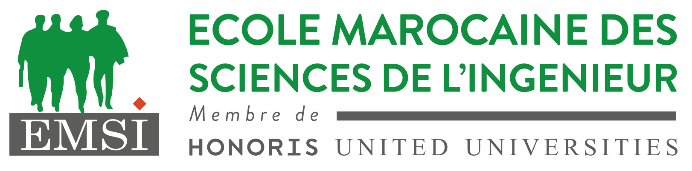 EMSI
ECOLE MAROCAINE DES
SCIENCES DE L'INGENIEUR
Membre de
HONORIS UNITED UNIVERSITIES